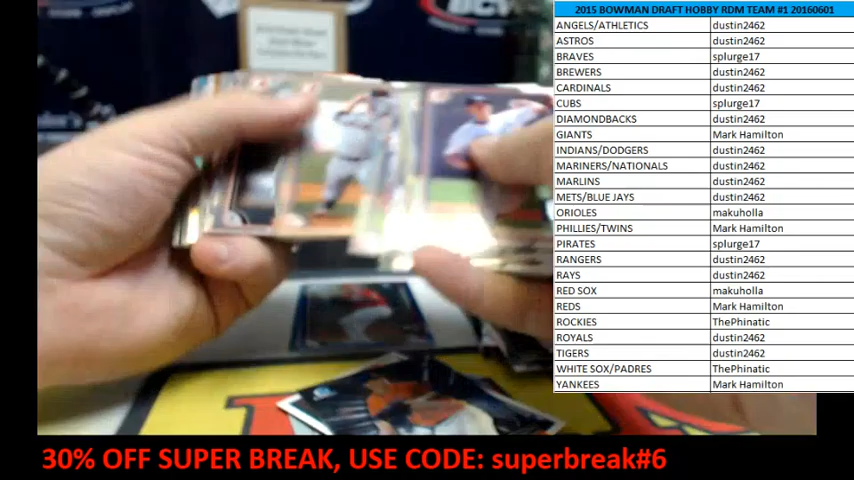 2015 BOWMAN DRAFT HOBBY RDM TEAM #1 20160601
ANGELS/ATHLETICS dustin2462
ASTROS dustin2462
BRAVES splurge17
BREWERS dustin2462
CARDINALS dustin2462
CUBS splurge17
DIAMONDBACKS dustin2462
GIANTS Mark Hamilton
INDIANS/DODGERS dustin2462
MARINERS/NATIONALS dustin2462
MARLINS dustin2462
METS/BLUE JAYS dustin2462
ORIOLES makuholla
PHILLIES/TWINS Mark Hamilton
PIRATES splurge17
RANGERS dustin2462
RAYS dustin2462
RED SOX makuholla
REDS Mark Hamilton
ROCKIES ThePhinatic
ROYALS dustin2462
TIGERS dustin2462
WHITE SOX/PADRES ThePhinatic
YANKEES Mark Hamilton
30% OFF SUPER BREAK, USE CODE: superbreak#6